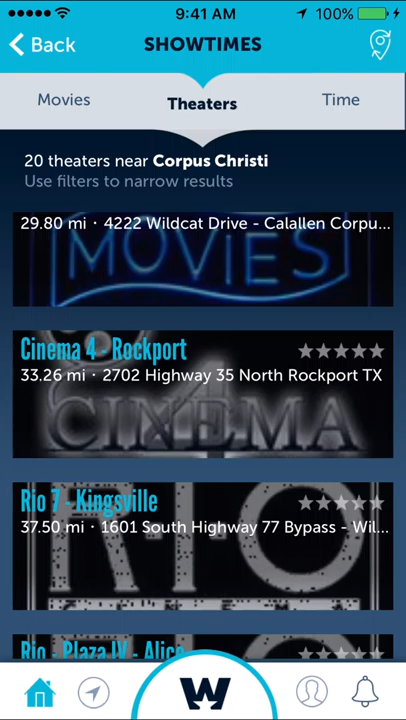 9:41 AM
100%
Back
SHOWTIMES
Movies
Theaters
Time
20 theaters near Corpus Christi
Use filters to narrow results
29.80 mi · 4222 Wildcat Drive - Calallen Corpu...
MOVIES
Cinema 4 - Rockport
33.26 mi · 2702 Highway 35 North Rockport TX
4
CINEMA
Rio 7 - Kingsville
37.50 mi · 1601 South Highway 77 Bypass - Wil...
RIO
CINEMA
Rio - Plaza IV - Alice
W